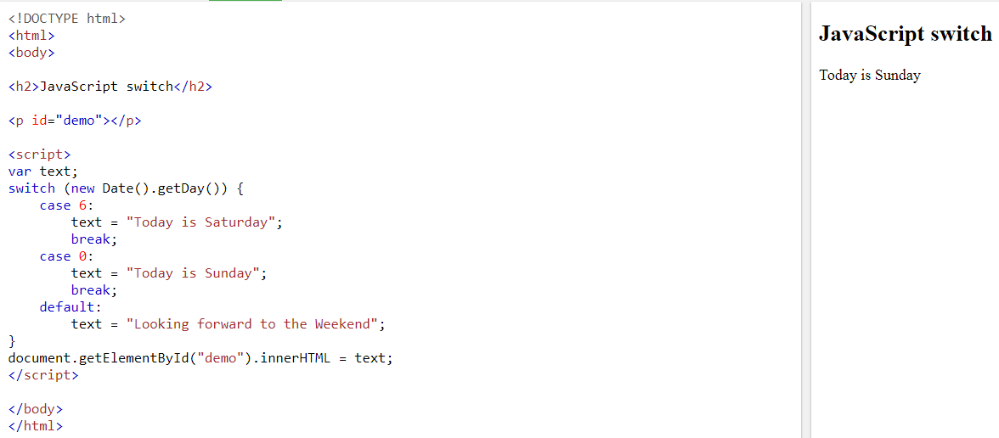 <!DOCTYPE html>
<html>
<body>
<h2>JavaScript switch</h2>
<p id="demo"></p>
<script>
var text;
switch (new Date().getDay()) {
    case 6:
        text = "Today is Saturday";
        break;
    case 0:
        text = "Today is Sunday";
        break;
    default:
        text = "Looking forward to the Weekend";
}
document.getElementById("demo").innerHTML = text;
</script>
</body>
</html>
JavaScript switch
Today is Sunday